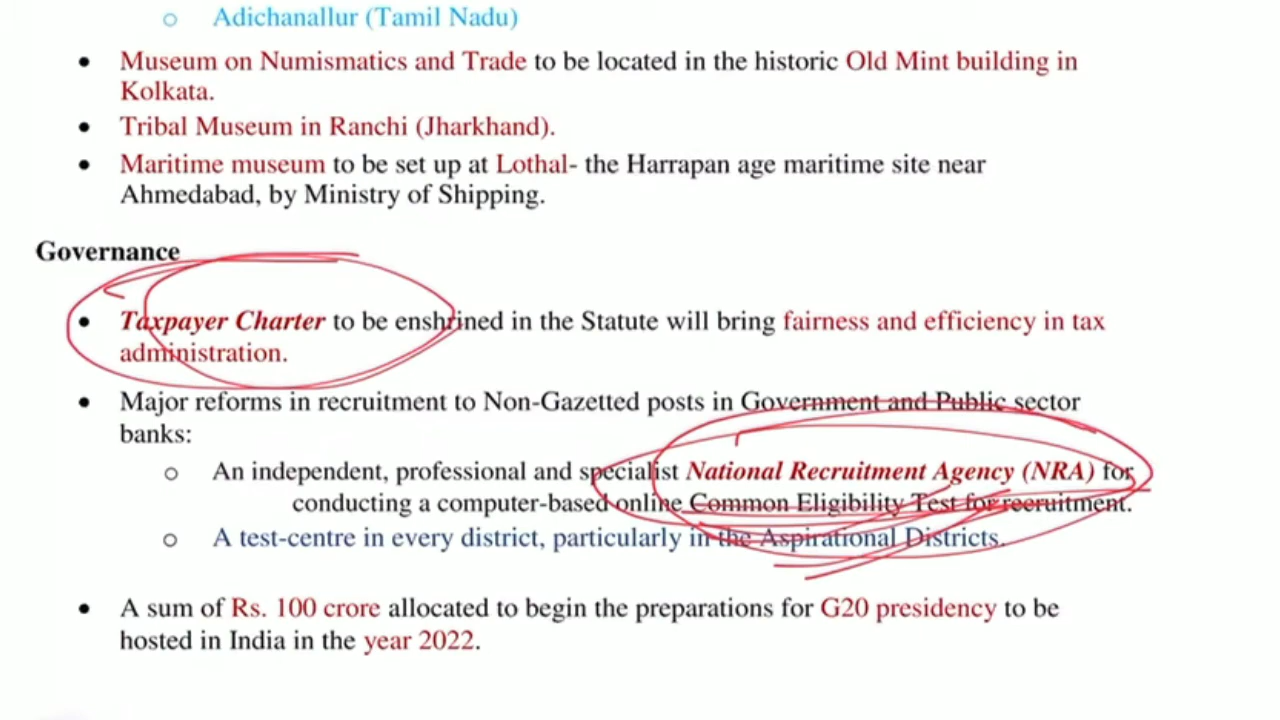 o Adichanallur (Tamil Nadu)
• Museum on Numismatics and Trade to be located in the historic Old Mint building in
Kolkata.
• Tribal Museum in Ranchi (Jharkhand).
• Maritime museum to be set up at Lothal- the Harrapan age maritime site near
Ahmedabad, by Ministry of Shipping.
Governance
• Taxpayer Charter to be enshrined in the Statute will bring fairness and efficiency in tax
administration.
• Major reforms in recruitment to Non-Gazetted posts in Government and Public sector
banks:
o An independent, professional and specialist National Recruitment Agency (NRA) for
conducting a computer-based online Common Eligibility Test for recruitment.
o A test-centre in every district, particularly in the Aspirational Districts.
• A sum of Rs. 100 crore allocated to begin the preparations for G20 presidency to be
hosted in India in the year 2022.